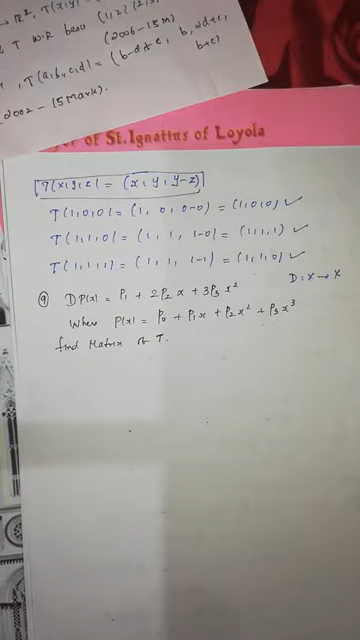 R², T(x,y) =
T W.R basis (1,2) (2,3)
(2006-15M)
, T(a,b,c,d) = (b-d+c, b, 2d+c,
b+c)
2002 - 15 Mark).
of St. Ignatius of Loyola
T(x,y,z) = (x, y, y-z)
T(1,0,0) = (1, 0, 0-0) = (1,0,0) ✓
T(1,1,0) = (1, 1, 1-0) = (1,1,1) ✓
T(1,1,1) = (1, 1, 1-1) = (1,1,0) ✓
⑨ D P(x) = P₁ + 2P₂ x + 3P₃ x² D: X → X
Where P(x) = P₀ + P₁x + P₂x² + P₃x³
find Matrix of T.